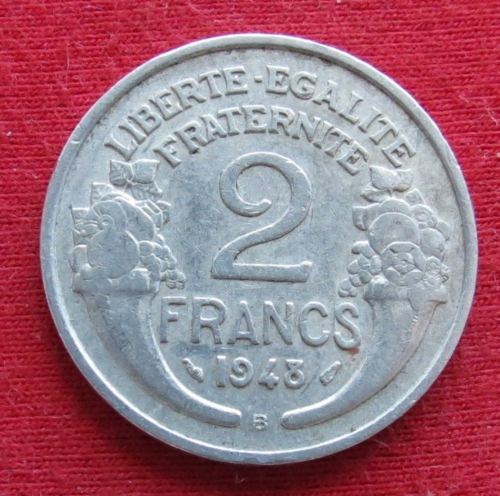 LIBERTE·EGALITE
FRATERNITE
2
FRANCS
1948
B